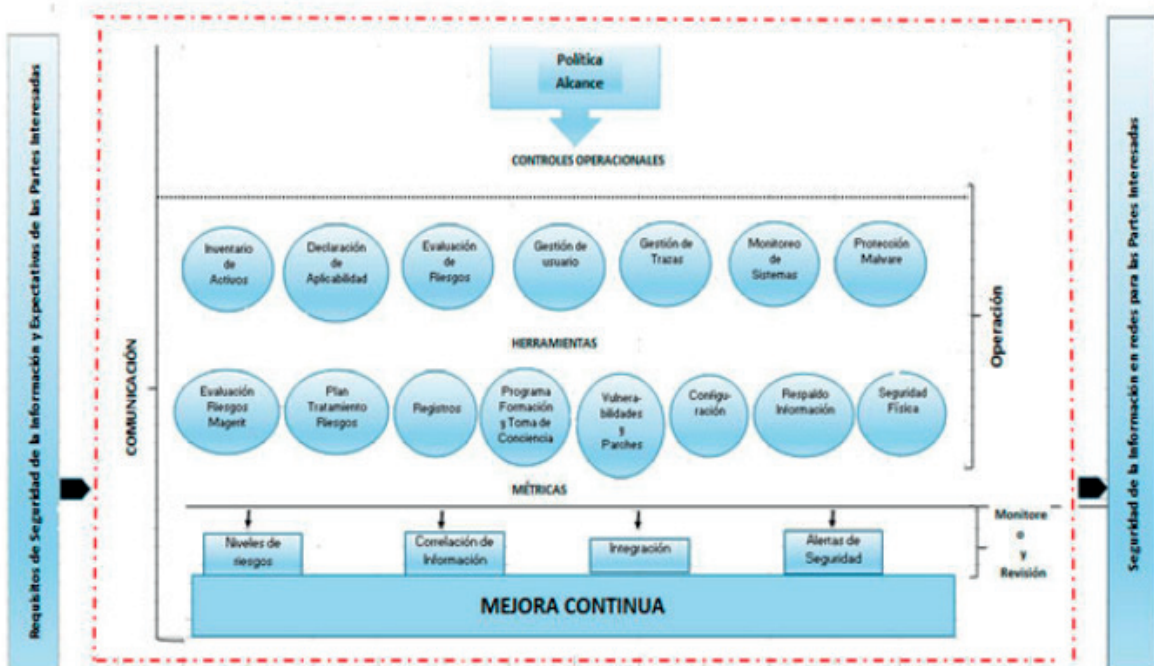 Requisitos de Seguridad de la Información y Expectativas de las Partes Interesadas
COMUNICACIÓN
Política
Alcance
CONTROLES OPERACIONALES
Inventario
de
Activos
Declaración
de
Aplicabilidad
Evaluación
de
Riesgos
Gestión de
usuario
Gestión de
Trazas
Monitoreo
de
Sistemas
Protección
Malware
HERRAMIENTAS
Evaluación
Riesgos
Magerit
Plan
Tratamiento
Riesgos
Registros
Programa
Formación
y Toma de
Conciencia
Vulnera-
bilidades
y
Parches
Configu-
ración
Respaldo
Información
Seguridad
Física
Operación
MÉTRICAS
Niveles de
riesgos
Correlación de
Información
Integración
Alertas de
Seguridad
Monitore
o
y
Revisión
MEJORA CONTINUA
Seguridad de la Información en redes para las Partes Interesadas